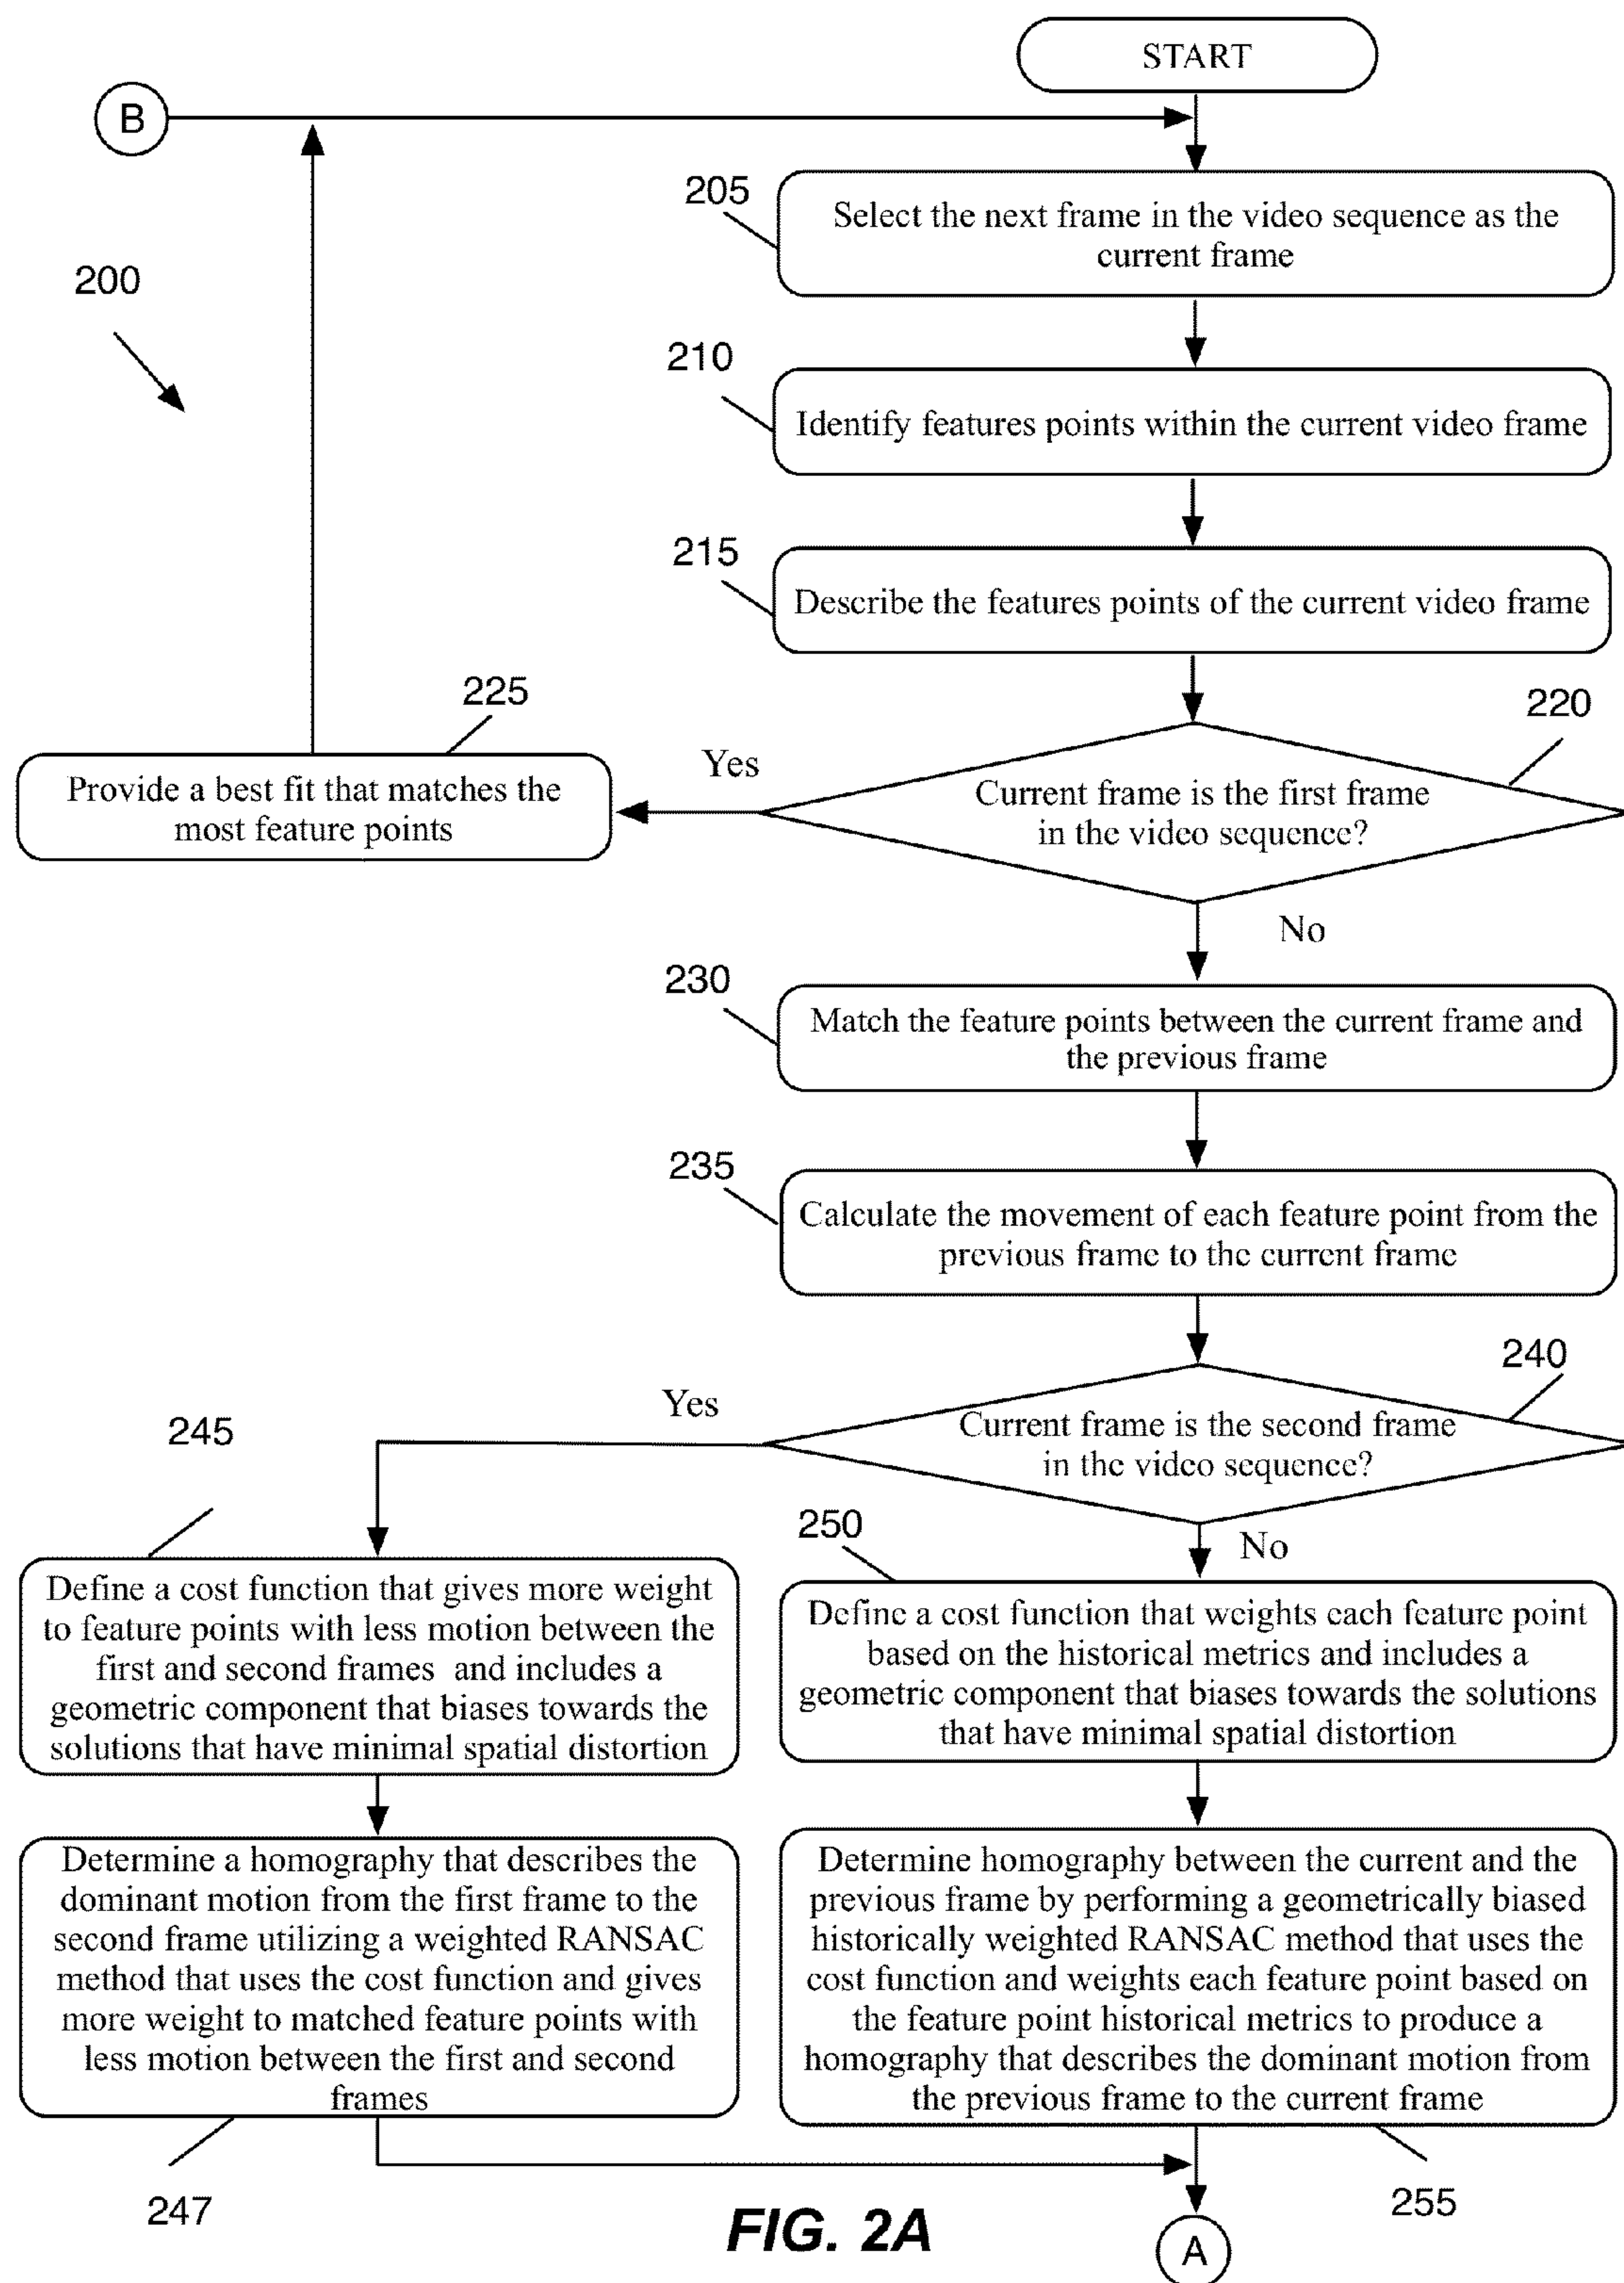 START
B
205
Select the next frame in the video sequence as the
current frame
200
210
Identify features points within the current video frame
215
Describe the features points of the current video frame
225
220
Yes
Provide a best fit that matches the
most feature points
Current frame is the first frame
in the video sequence?
No
230
Match the feature points between the current frame and
the previous frame
235
Calculate the movement of each feature point from the
previous frame to the current frame
240
Yes
Current frame is the second frame
in the video sequence?
245
250
No
Define a cost function that gives more weight
to feature points with less motion between the
first and second frames and includes a
geometric component that biases towards the
solutions that have minimal spatial distortion
Define a cost function that weights each feature point
based on the historical metrics and includes a
geometric component that biases towards the solutions
that have minimal spatial distortion
Determine a homography that describes the
dominant motion from the first frame to the
second frame utilizing a weighted RANSAC
method that uses the cost function and gives
more weight to matched feature points with
less motion between the first and second
frames
Determine homography between the current and the
previous frame by performing a geometrically biased
historically weighted RANSAC method that uses the
cost function and weights each feature point based on
the feature point historical metrics to produce a
homography that describes the dominant motion from
the previous frame to the current frame
247
255
FIG. 2A
A